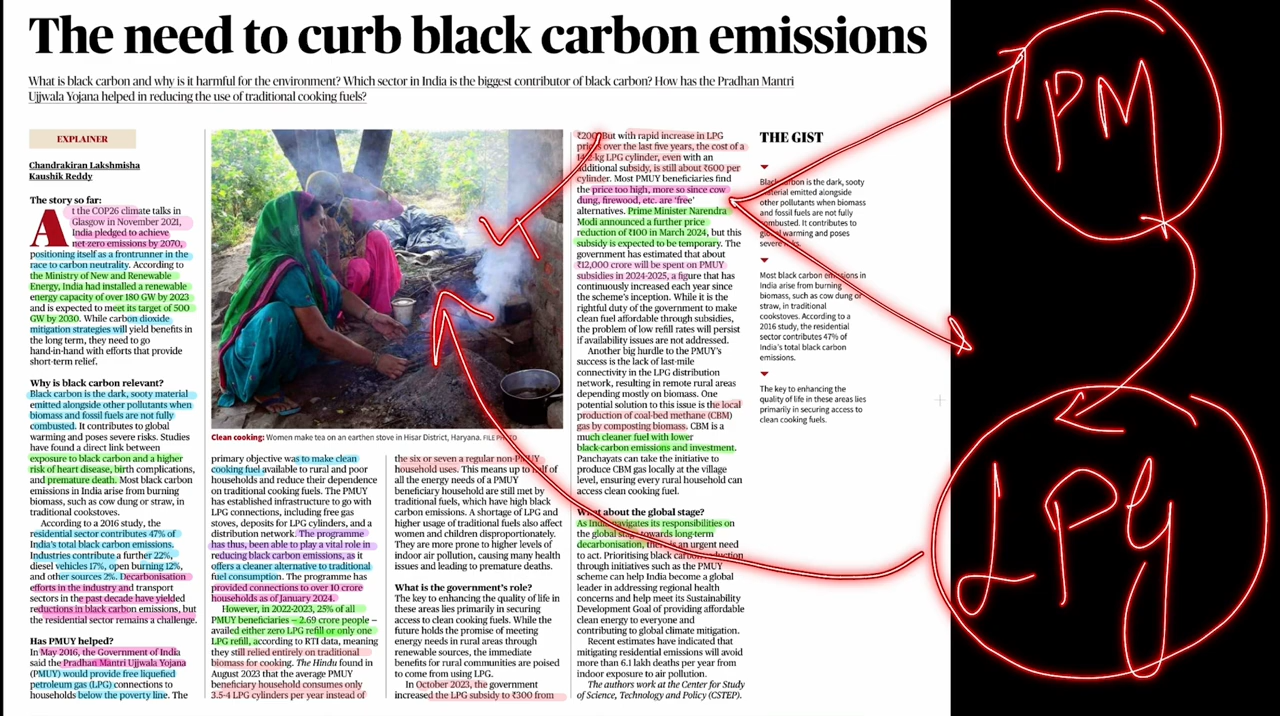 The need to curb black carbon emissions
What is black carbon and why is it harmful for the environment? Which sector in India is the biggest contributor of black carbon? How has the Pradhan Mantri
Ujjwala Yojana helped in reducing the use of traditional cooking fuels?
EXPLAINER
Chandrakiran Lakshmisha
Kaushik Reddy
The story so far:
At the COP26 climate talks in
Glasgow in November 2021,
India pledged to achieve
net-zero emissions by 2070,
positioning itself as a frontrunner in the
race to carbon neutrality. According to
the Ministry of New and Renewable
Energy, India had installed a renewable
energy capacity of over 180 GW by 2023
and is expected to meet its target of 500
GW by 2030. While carbon dioxide
mitigation strategies will yield benefits in
the long term, they need to go
hand-in-hand with efforts that provide
short-term relief.
Why is black carbon relevant?
Black carbon is the dark, sooty material
emitted alongside other pollutants when
biomass and fossil fuels are not fully
combusted. It contributes to global
warming and poses severe risks. Studies
have found a direct link between
exposure to black carbon and a higher
risk of heart disease, birth complications,
and premature death. Most black carbon
emissions in India arise from burning
biomass, such as cow dung or straw, in
traditional cookstoves.
According to a 2016 study, the
residential sector contributes 47% of
India's total black carbon emissions.
Industries contribute a further 22%,
diesel vehicles 17%, open burning 12%,
and other sources 2%. Decarbonisation
efforts in the industry and transport
sectors in the past decade have yielded
reductions in black carbon emissions, but
the residential sector remains a challenge.
Has PMUY helped?
In May 2016, the Government of India
said the Pradhan Mantri Ujjwala Yojana
(PMUY) would provide free liquefied
petroleum gas (LPG) connections to
households below the poverty line. The
Clean cooking: Women make tea on an earthen stove in Hisar District, Haryana. FILE PHOTO
primary objective was to make clean
cooking fuel available to rural and poor
households and reduce their dependence
on traditional cooking fuels. The PMUY
has established infrastructure to go with
LPG connections, including free gas
stoves, deposits for LPG cylinders, and a
distribution network. The programme
has thus, been able to play a vital role in
reducing black carbon emissions, as it
offers a cleaner alternative to traditional
fuel consumption. The programme has
provided connections to over 10 crore
households as of January 2024.
However, in 2022-2023, 25% of all
PMUY beneficiaries – 2.69 crore people –
availed either zero LPG refill or only one
LPG refill, according to RTI data, meaning
they still relied entirely on traditional
biomass for cooking. The Hindu found in
August 2023 that the average PMUY
beneficiary household consumes only
3.5-4 LPG cylinders per year instead of
the six or seven a regular non-PMUY
household uses. This means up to half of
all the energy needs of a PMUY
beneficiary household are still met by
traditional fuels, which have high black
carbon emissions. A shortage of LPG and
higher usage of traditional fuels also affect
women and children disproportionately.
They are more prone to higher levels of
indoor air pollution, causing many health
issues and leading to premature deaths.
What is the government's role?
The key to enhancing the quality of life in
these areas lies primarily in securing
access to clean cooking fuels. While the
future holds the promise of meeting
energy needs in rural areas through
renewable sources, the immediate
benefits for rural communities are poised
to come from using LPG.
In October 2023, the government
increased the LPG subsidy to ₹300 from
₹200. But with rapid increase in LPG
prices over the last five years, the cost of a
14.2-kg LPG cylinder, even with an
additional subsidy, is still about ₹600 per
cylinder. Most PMUY beneficiaries find
the price too high, more so since cow
dung, firewood, etc. are 'free'
alternatives. Prime Minister Narendra
Modi announced a further price
reduction of ₹100 in March 2024, but this
subsidy is expected to be temporary. The
government has estimated that about
₹12,000 crore will be spent on PMUY
subsidies in 2024-2025, a figure that has
continuously increased each year since
the scheme's inception. While it is the
rightful duty of the government to make
clean fuel affordable through subsidies,
the problem of low refill rates will persist
if availability issues are not addressed.
Another big hurdle to the PMUY's
success is the lack of last-mile
connectivity in the LPG distribution
network, resulting in remote rural areas
depending mostly on biomass. One
potential solution to this issue is the local
production of coal-bed methane (CBM)
gas by composting biomass. CBM is a
much cleaner fuel with lower
black-carbon emissions and investment.
Panchayats can take the initiative to
produce CBM gas locally at the village
level, ensuring every rural household can
access clean cooking fuel.
What about the global stage?
As India navigates its responsibilities on
the global stage towards long-term
decarbonisation, there is an urgent need
to act. Prioritising black carbon reduction
through initiatives such as the PMUY
scheme can help India become a global
leader in addressing regional health
concerns and help meet its Sustainability
Development Goal of providing affordable
clean energy to everyone and
contributing to global climate mitigation.
Recent estimates have indicated that
mitigating residential emissions will avoid
more than 6.1 lakh deaths per year from
indoor exposure to air pollution.
The authors work at the Center for Study
of Science, Technology and Policy (CSTEP).
THE GIST
Black carbon is the dark, sooty
material emitted alongside
other pollutants when biomass
and fossil fuels are not fully
combusted. It contributes to
global warming and poses
severe risks.
Most black carbon emissions in
India arise from burning
biomass, such as cow dung or
straw, in traditional
cookstoves. According to a
2016 study, the residential
sector contributes 47% of
India's total black carbon
emissions.
The key to enhancing the
quality of life in these areas lies
primarily in securing access to
clean cooking fuels.
PM
LPG